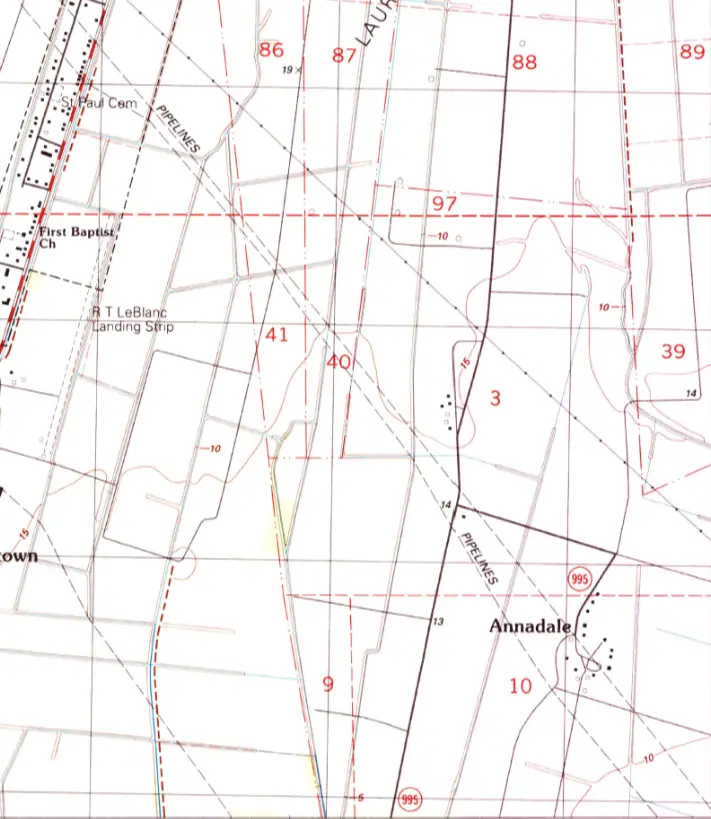 LAUR
86
87
88
89
19
St Paul Cem
PIPELINES
97
10
First Baptist
Ch
R T LeBlanc
Landing Strip
10
41
40
39
15
3
14
10
15
14
town
PIPELINES
995
13
Annadale
9
10
10
5
995